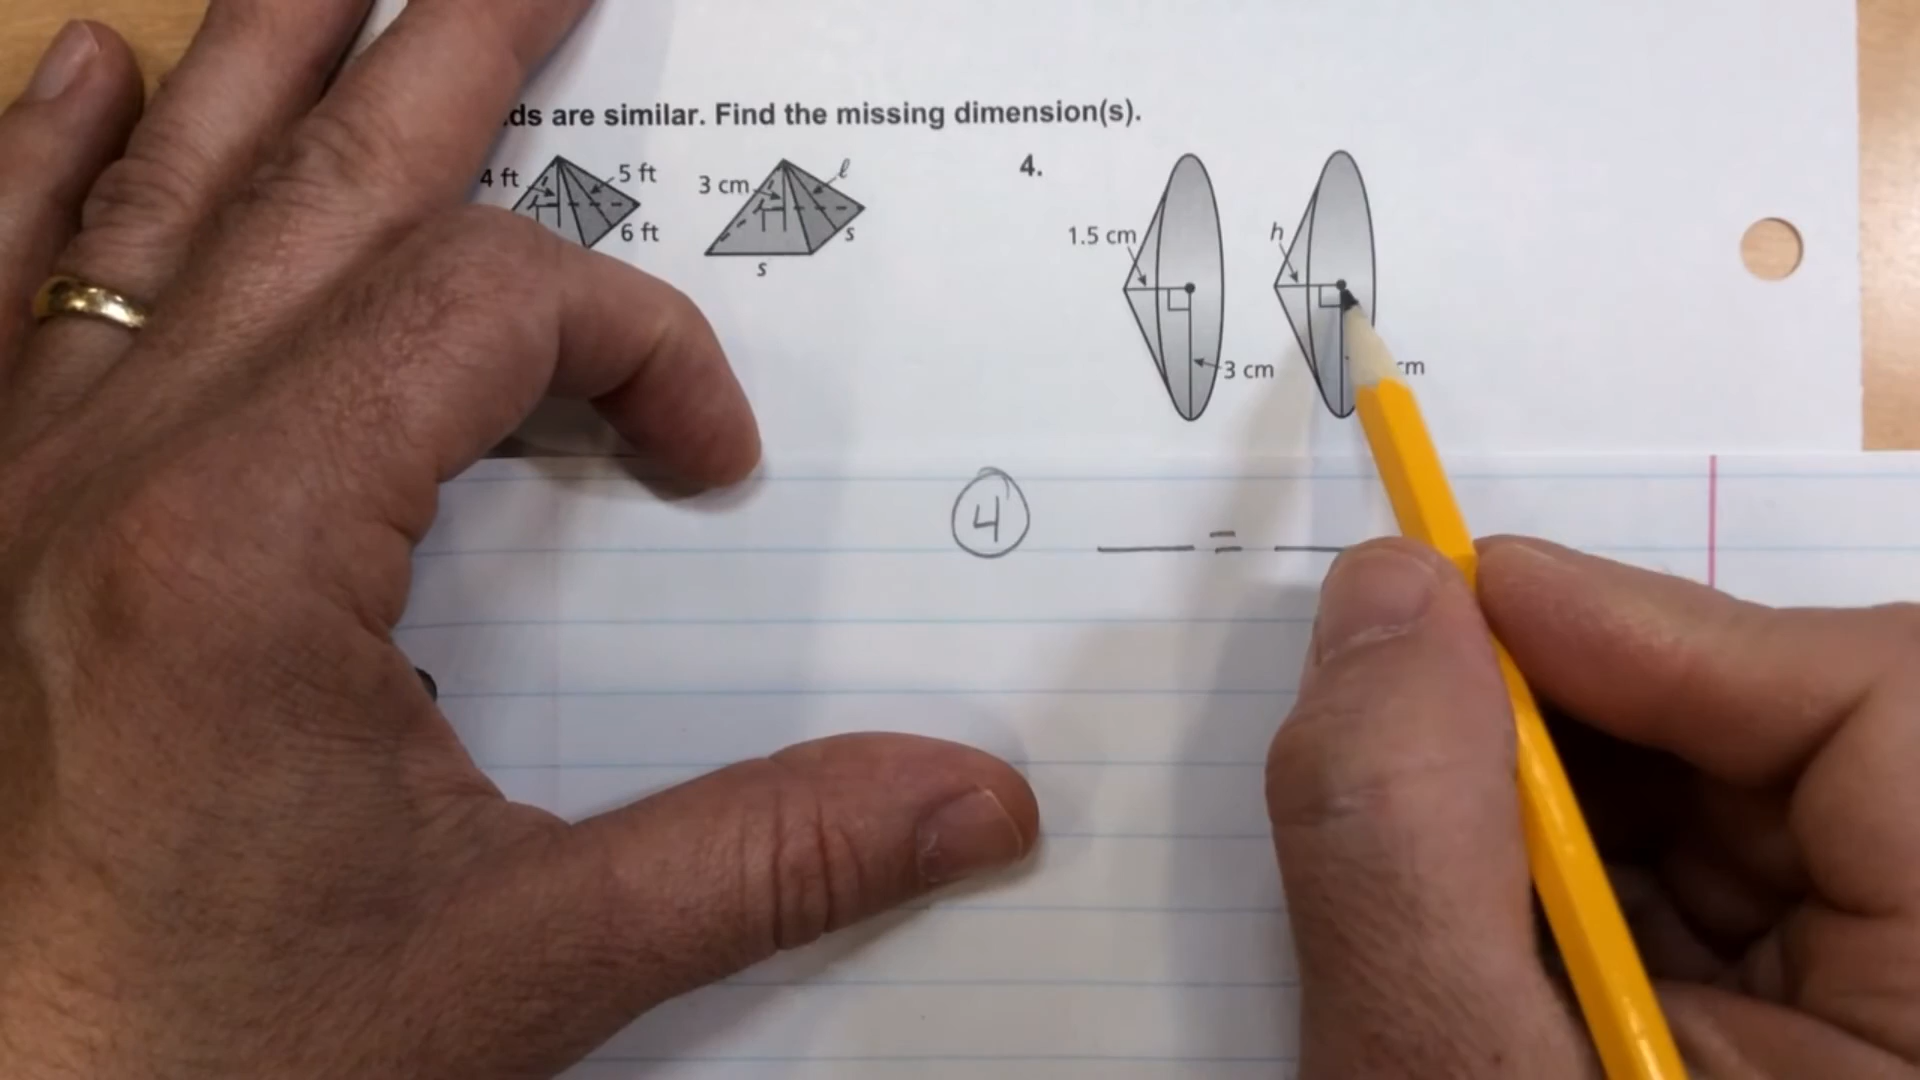 are similar. Find the missing dimension(s).
4 ft
5 ft
6 ft
3 cm
ℓ
s
s
4.
1.5 cm
3 cm
h
4
=